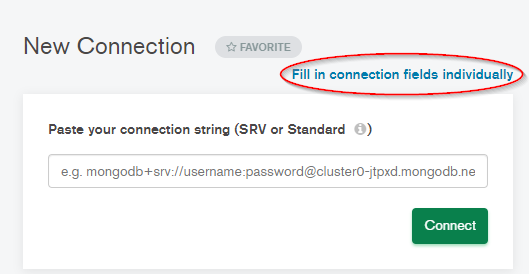 New Connection
FAVORITE
Fill in connection fields individually
Paste your connection string (SRV or Standard i)
e.g. mongodb+srv://username:password@cluster0-jtpxd.mongodb.ne
Connect